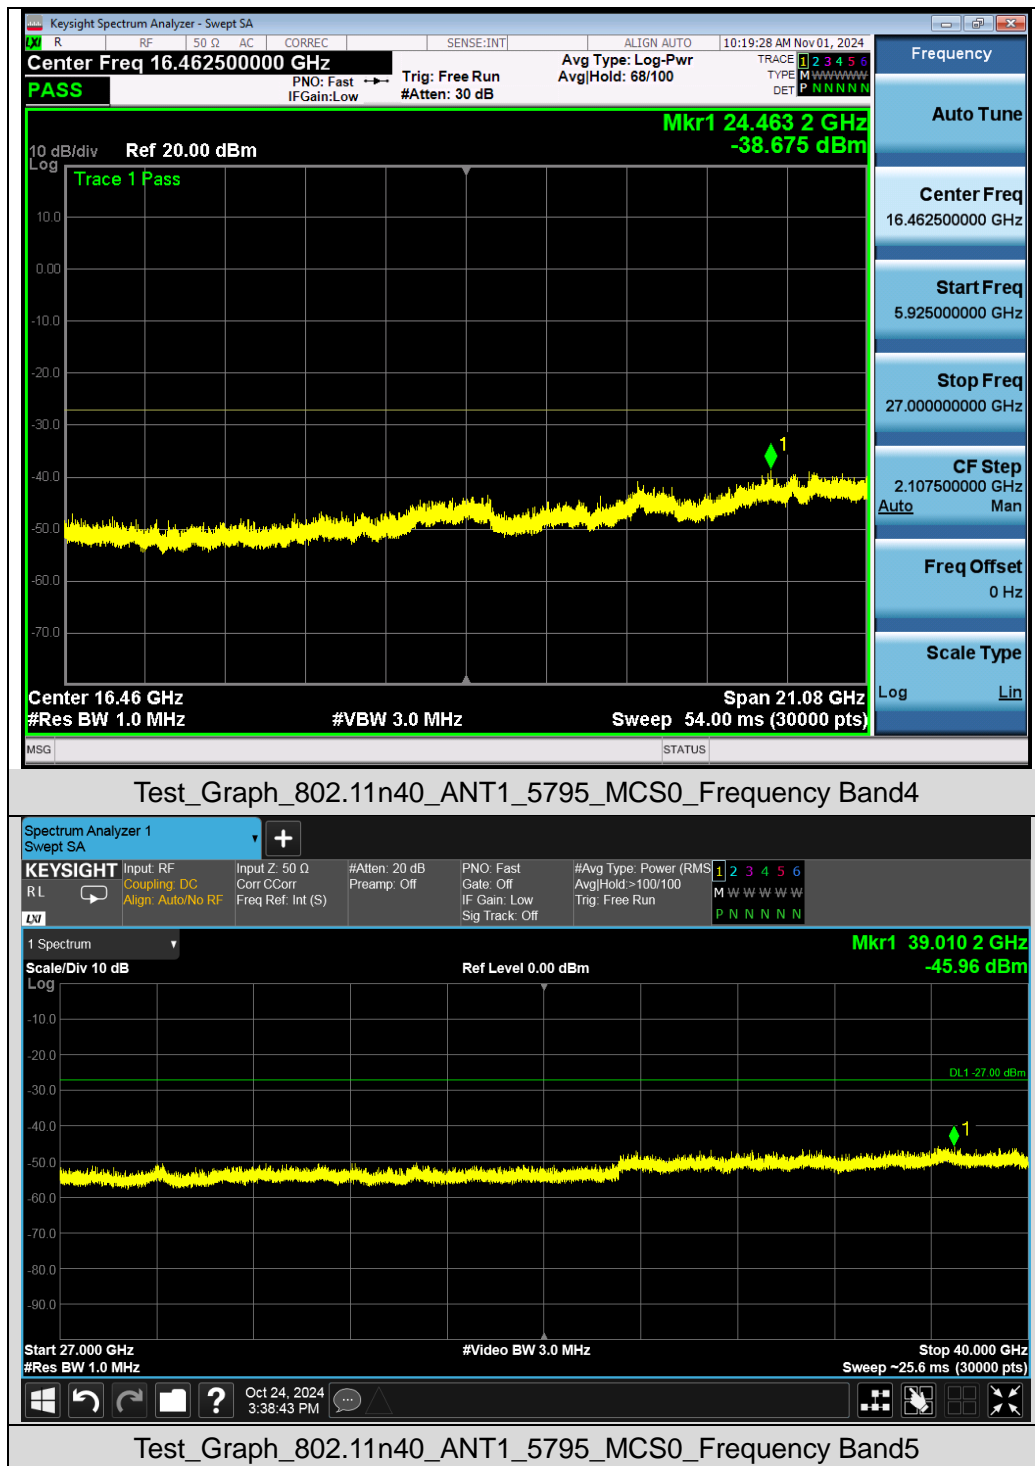 Keysight Spectrum Analyzer - Swept SA
LXI R RF 50 Ω AC CORREC SENSE:INT ALIGN AUTO 10:19:28 AM Nov 01, 2024
Center Freq 16.462500000 GHz Avg Type: Log-Pwr TRACE 1 2 3 4 5 6
PNO: Fast Trig: Free Run Avg|Hold: 68/100 TYPE M WWWWW
PASS IFGain:Low #Atten: 30 dB DET P N N N N N
Mkr1 24.463 2 GHz
-38.675 dBm
10 dB/div Ref 20.00 dBm
Log
Trace 1 Pass
10.0
0.00
-10.0
-20.0
-30.0
1
-40.0
-50.0
-60.0
-70.0
Center 16.46 GHz Span 21.08 GHz
#Res BW 1.0 MHz #VBW 3.0 MHz Sweep 54.00 ms (30000 pts)
MSG STATUS
Frequency
Auto Tune
Center Freq
16.462500000 GHz
Start Freq
5.925000000 GHz
Stop Freq
27.000000000 GHz
CF Step
2.107500000 GHz
Auto Man
Freq Offset
0 Hz
Scale Type
Log Lin
Test_Graph_802.11n40_ANT1_5795_MCS0_Frequency Band4
Spectrum Analyzer 1
Swept SA
+
KEYSIGHT Input: RF Input Z: 50 Ω #Atten: 20 dB PNO: Fast #Avg Type: Power (RMS 1 2 3 4 5 6
R L Coupling: DC Corr CCorr Preamp: Off Gate: Off Avg|Hold:>100/100 M W W W W W
Align: Auto/No RF Freq Ref: Int (S) IF Gain: Low Trig: Free Run
LXI Sig Track: Off P N N N N N
1 Spectrum Mkr1 39.010 2 GHz
Scale/Div 10 dB Ref Level 0.00 dBm -45.96 dBm
Log
-10.0
-20.0
DL1 -27.00 dBm
-30.0
-40.0
1
-50.0
-60.0
-70.0
-80.0
-90.0
Start 27.000 GHz #Video BW 3.0 MHz Stop 40.000 GHz
#Res BW 1.0 MHz Sweep ~25.6 ms (30000 pts)
? Oct 24, 2024
3:38:43 PM
Test_Graph_802.11n40_ANT1_5795_MCS0_Frequency Band5